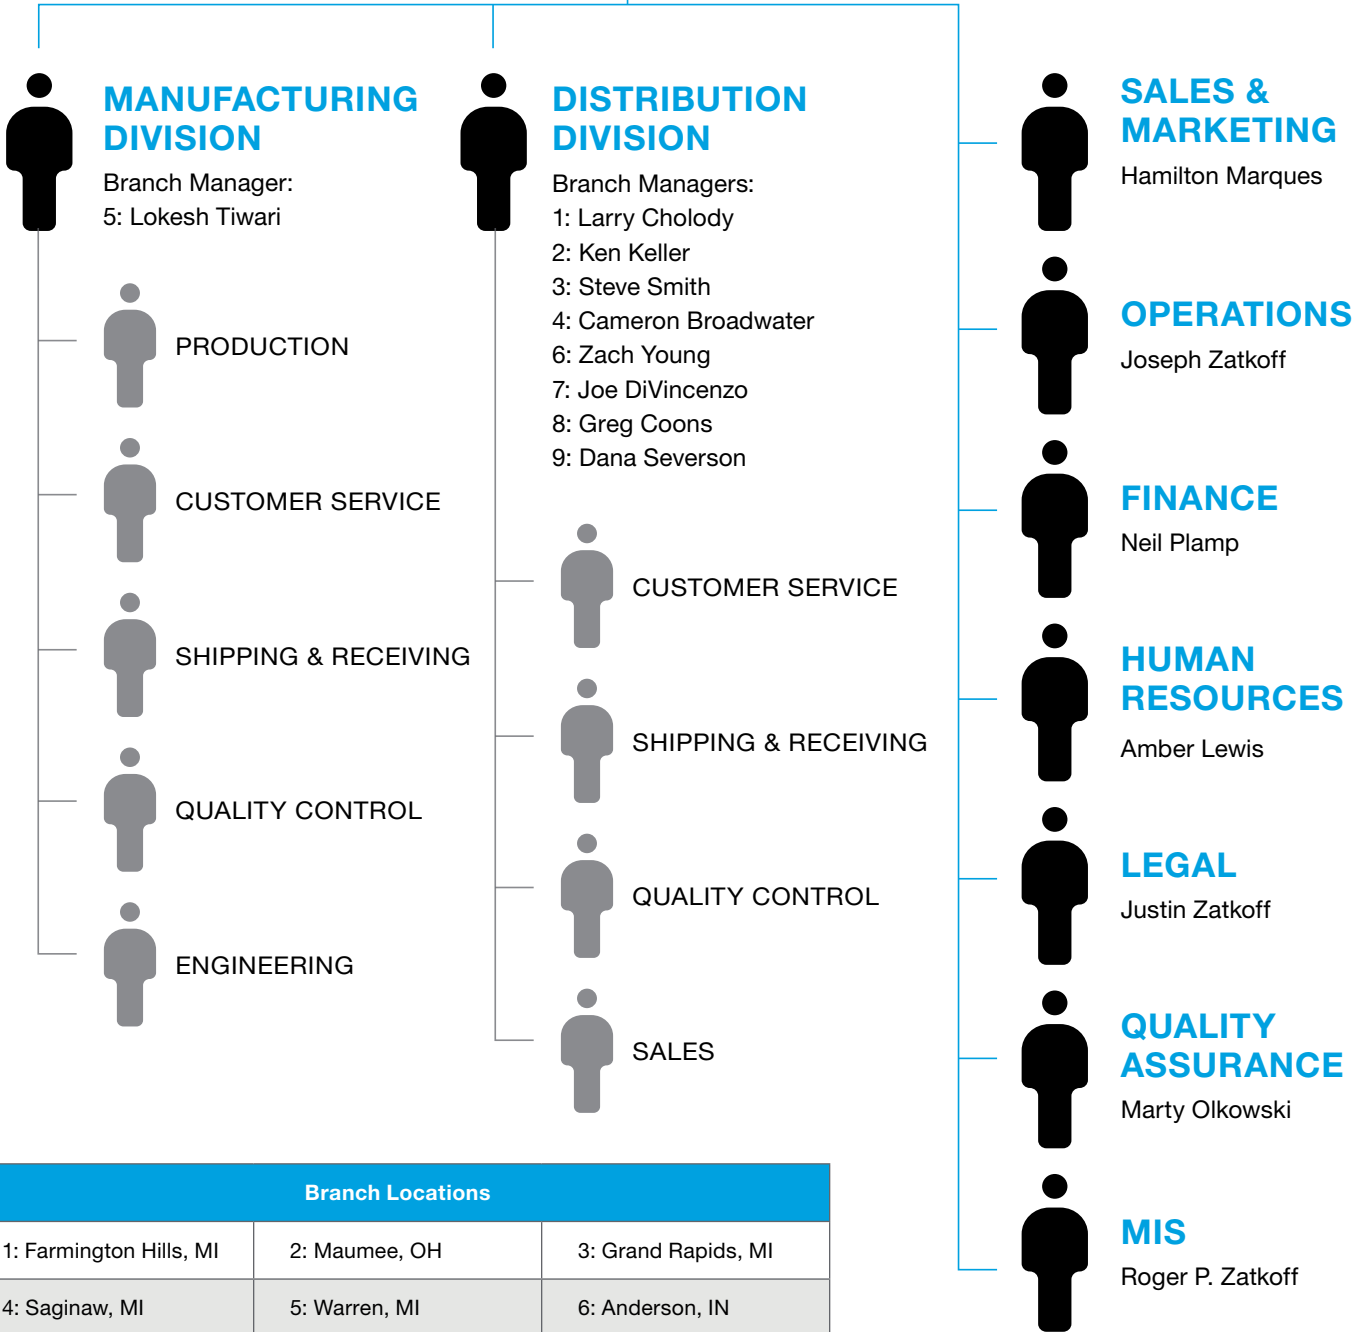 MANUFACTURING
DIVISION
Branch Manager:
5: Lokesh Tiwari
PRODUCTION
CUSTOMER SERVICE
SHIPPING & RECEIVING
QUALITY CONTROL
ENGINEERING
DISTRIBUTION
DIVISION
Branch Managers:
1: Larry Cholody
2: Ken Keller
3: Steve Smith
4: Cameron Broadwater
6: Zach Young
7: Joe DiVincenzo
8: Greg Coons
9: Dana Severson
CUSTOMER SERVICE
SHIPPING & RECEIVING
QUALITY CONTROL
SALES
SALES &
MARKETING
Hamilton Marques
OPERATIONS
Joseph Zatkoff
FINANCE
Neil Plamp
HUMAN
RESOURCES
Amber Lewis
LEGAL
Justin Zatkoff
QUALITY
ASSURANCE
Marty Olkowski
MIS
Roger P. Zatkoff
Branch Locations
1: Farmington Hills, MI
2: Maumee, OH
3: Grand Rapids, MI
4: Saginaw, MI
5: Warren, MI
6: Anderson, IN